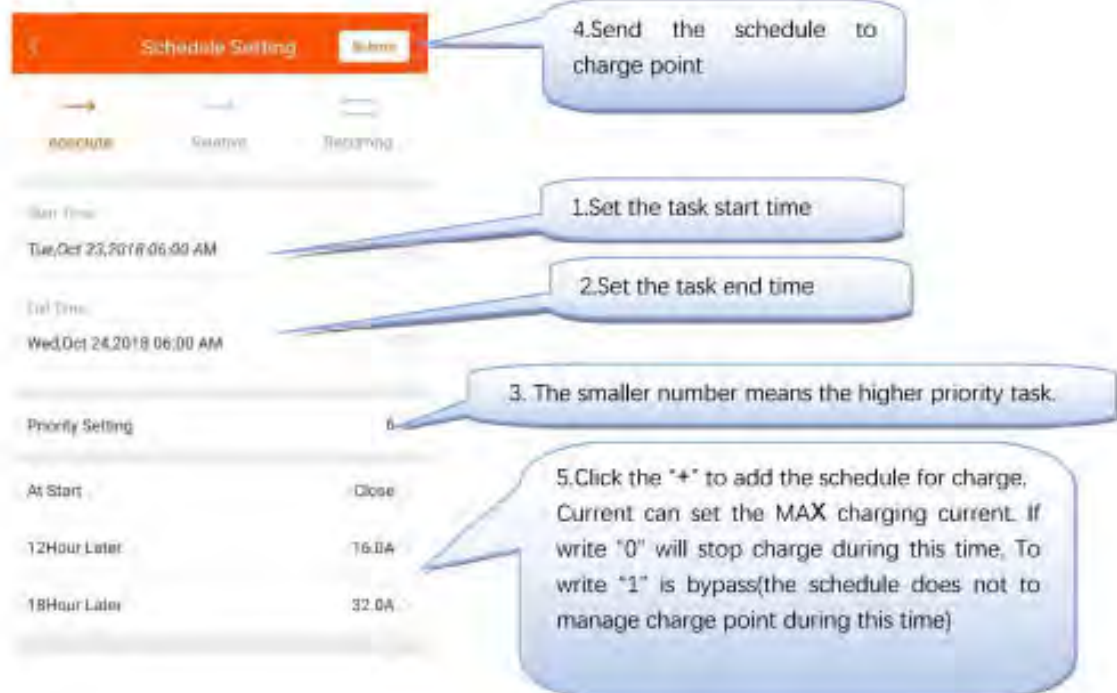 Schedule Setting
Submit
4.Send the schedule to
charge point
Absolute
Relative
Recurring
Start Time
1.Set the task start time
Tue,Oct 23,2018 06:00 AM
2.Set the task end time
End Time
Wed,Oct 24,2018 06:00 AM
3. The smaller number means the higher priority task.
Priority Setting
6
5.Click the "+" to add the schedule for charge.
Current can set the MAX charging current. If
write "0" will stop charge during this time. To
write "1" is bypass(the schedule does not to
manage charge point during this time)
At Start
Close
12Hour Later
16.0A
18Hour Later
32.0A